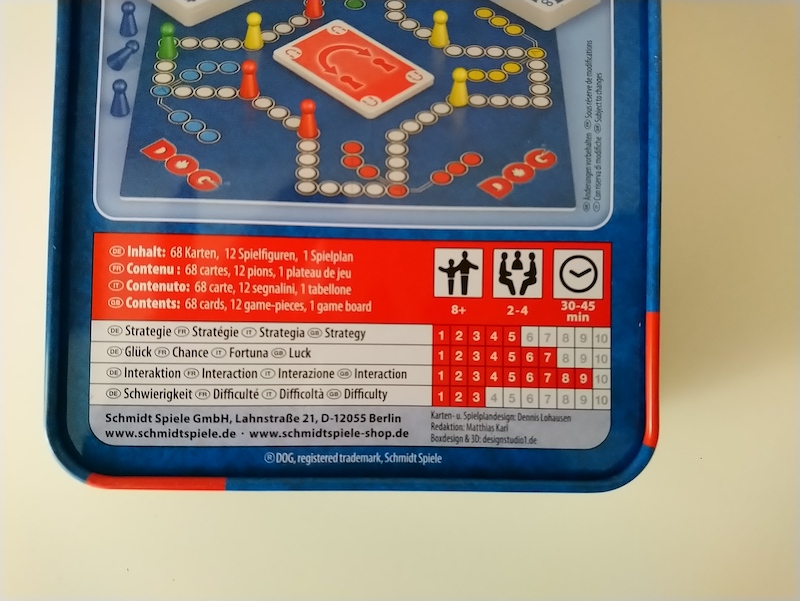 DOG
DOG
DE Änderungen vorbehalten FR Sous réserve de modifications
IT Con riserva di modifiche GB Subject to changes
DE Inhalt: 68 Karten, 12 Spielfiguren, 1 Spielplan
FR Contenu : 68 cartes, 12 pions, 1 plateau de jeu
IT Contenuto: 68 carte, 12 segnalini, 1 tabellone
GB Contents: 68 cards, 12 game-pieces, 1 game board
8+ 2-4 30-45 min
DE Strategie FR Stratégie IT Strategia GB Strategy 1 2 3 4 5 6 7 8 9 10
DE Glück FR Chance IT Fortuna GB Luck 1 2 3 4 5 6 7 8 9 10
DE Interaktion FR Interaction IT Interazione GB Interaction 1 2 3 4 5 6 7 8 9 10
DE Schwierigkeit FR Difficulté IT Difficoltà GB Difficulty 1 2 3 4 5 6 7 8 9 10
Schmidt Spiele GmbH, Lahnstraße 21, D-12055 Berlin
www.schmidtspiele.de · www.schmidtspiele-shop.de
Karten- u. Spielplandesign: Dennis Lohausen
Redaktion: Matthias Karl
Boxdesign & 3D: designstudio1.de
® DOG, registered trademark, Schmidt Spiele